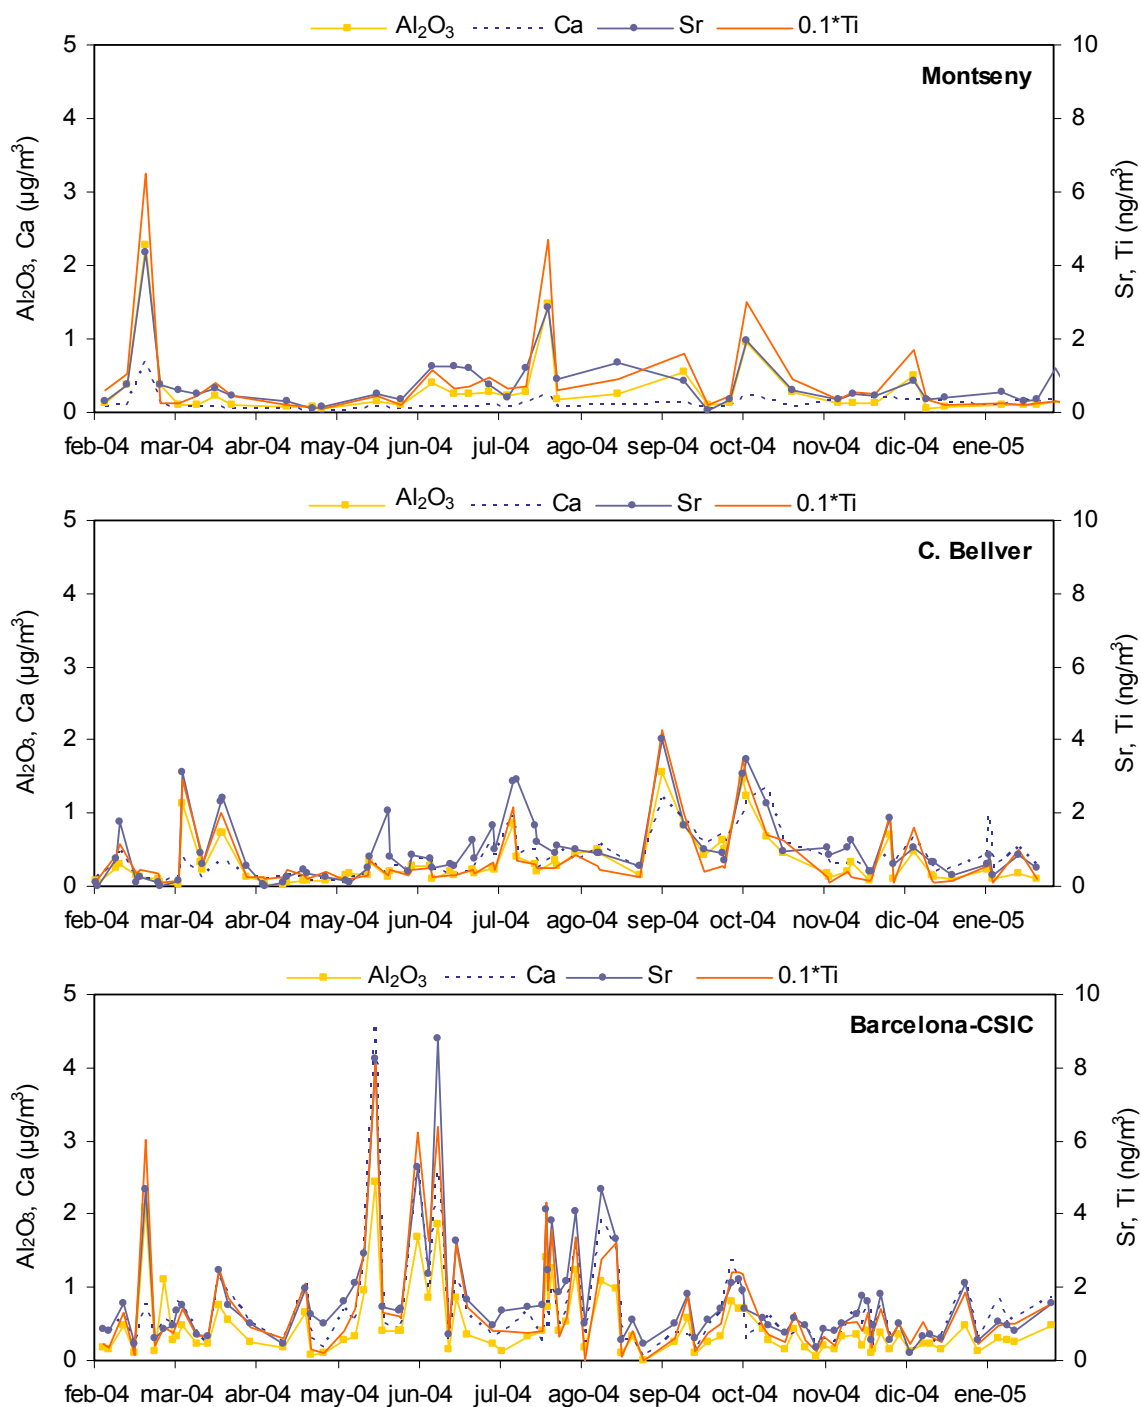 Al₂O₃ Ca Sr 0.1*Ti
Montseny
Al₂O₃, Ca (µg/m³)
5
4
3
2
1
0
Sr, Ti (ng/m³)
10
8
6
4
2
0
feb-04 mar-04 abr-04 may-04 jun-04 jul-04 ago-04 sep-04 oct-04 nov-04 dic-04 ene-05
Al₂O₃ Ca Sr 0.1*Ti
C. Bellver
Al₂O₃, Ca (µg/m³)
5
4
3
2
1
0
Sr, Ti (ng/m³)
10
8
6
4
2
0
feb-04 mar-04 abr-04 may-04 jun-04 jul-04 ago-04 sep-04 oct-04 nov-04 dic-04 ene-05
Al₂O₃ Ca Sr 0.1*Ti
Barcelona-CSIC
Al₂O₃, Ca (µg/m³)
5
4
3
2
1
0
Sr, Ti (ng/m³)
10
8
6
4
2
0
feb-04 mar-04 abr-04 may-04 jun-04 jul-04 ago-04 sep-04 oct-04 nov-04 dic-04 ene-05